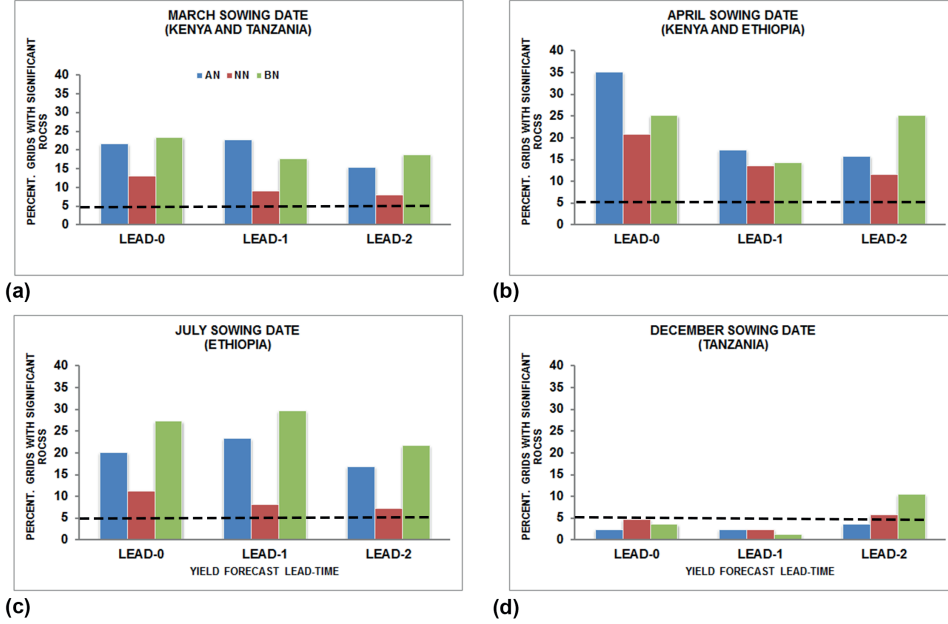 MARCH SOWING DATE
(KENYA AND TANZANIA)
PERCENT. GRIDS WITH SIGNIFICANT
ROCSS
40
35
30
25
20
15
10
5
0
AN NN BN
LEAD-0 LEAD-1 LEAD-2
(a)
APRIL SOWING DATE
(KENYA AND ETHIOPIA)
PERCENT. GRIDS WITH SIGNIFICANT
ROCSS
40
35
30
25
20
15
10
5
0
LEAD-0 LEAD-1 LEAD-2
(b)
JULY SOWING DATE
(ETHIOPIA)
PERCENT. GRIDS WITH SIGNIFICANT
ROCSS
40
35
30
25
20
15
10
5
0
LEAD-0 LEAD-1 LEAD-2
YIELD FORECAST LEAD-TIME
(c)
DECEMBER SOWING DATE
(TANZANIA)
PERCENT. GRIDS WITH SIGNIFICANT
ROCSS
40
35
30
25
20
15
10
5
0
LEAD-0 LEAD-1 LEAD-2
YIELD FORECAST LEAD-TIME
(d)